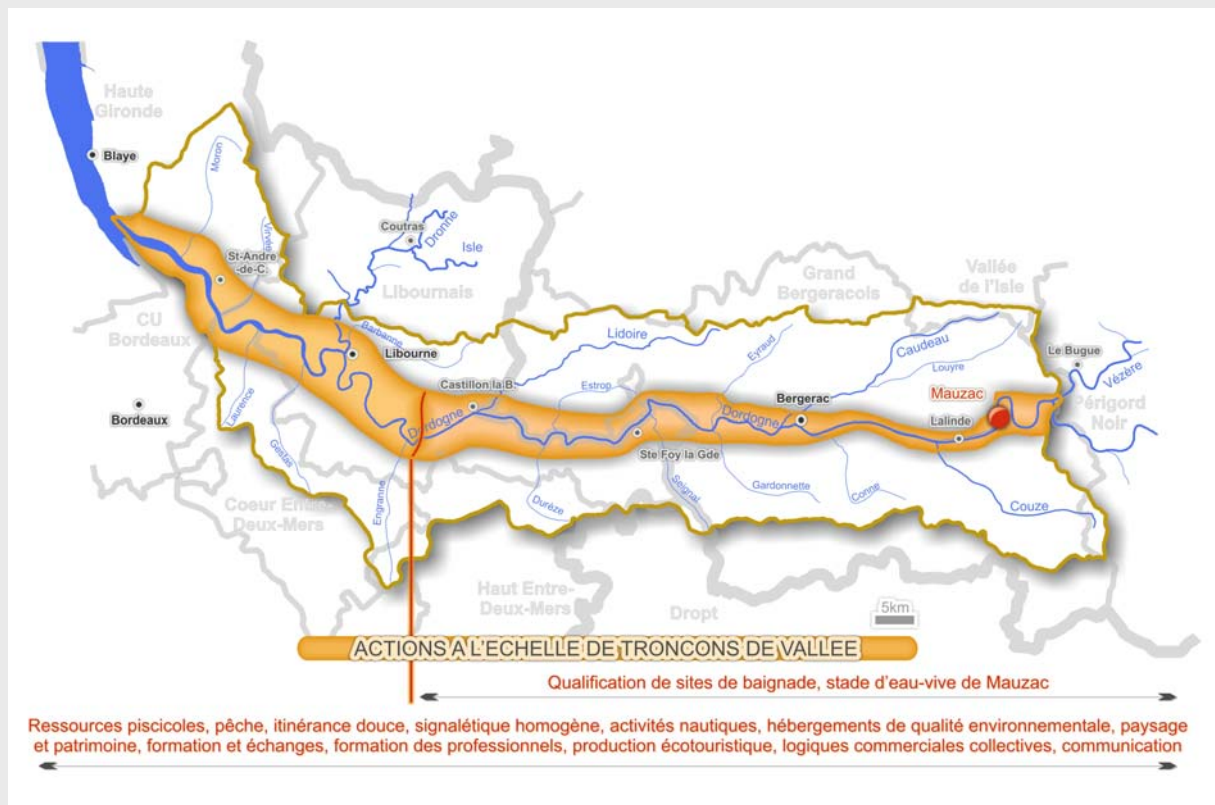 Haute
Gironde
Blaye
Moron
Virvée
Coutras
Dronne
Isle
St-Andre
-de-C.
Libournais
CU
Bordeaux
Grand
Bergeracois
Vallée
de l'Isle
Barbanne
Libourne
Lidoire
Eyraud
Caudeau
Louyre
Le Bugue
Vézère
Bordeaux
Laurence
Castillon la B.
Estrop
Bergerac
Mauzac
Périgord
Noir
Dordogne
Dordogne
Lalinde
Ste Foy la Gde
Gestas
Engranne
Coeur Entre
Deux-Mers
Durèze
Seignal
Gardonnette
Conne
Couze
Haut Entre-
Deux-Mers
Dropt
5km
ACTIONS A L'ECHELLE DE TRONCONS DE VALLEE
Qualification de sites de baignade, stade d'eau-vive de Mauzac
Ressources piscicoles, pêche, itinérance douce, signalétique homogène, activités nautiques, hébergements de qualité environnementale, paysage
et patrimoine, formation et échanges, formation des professionnels, production écotouristique, logiques commerciales collectives, communication